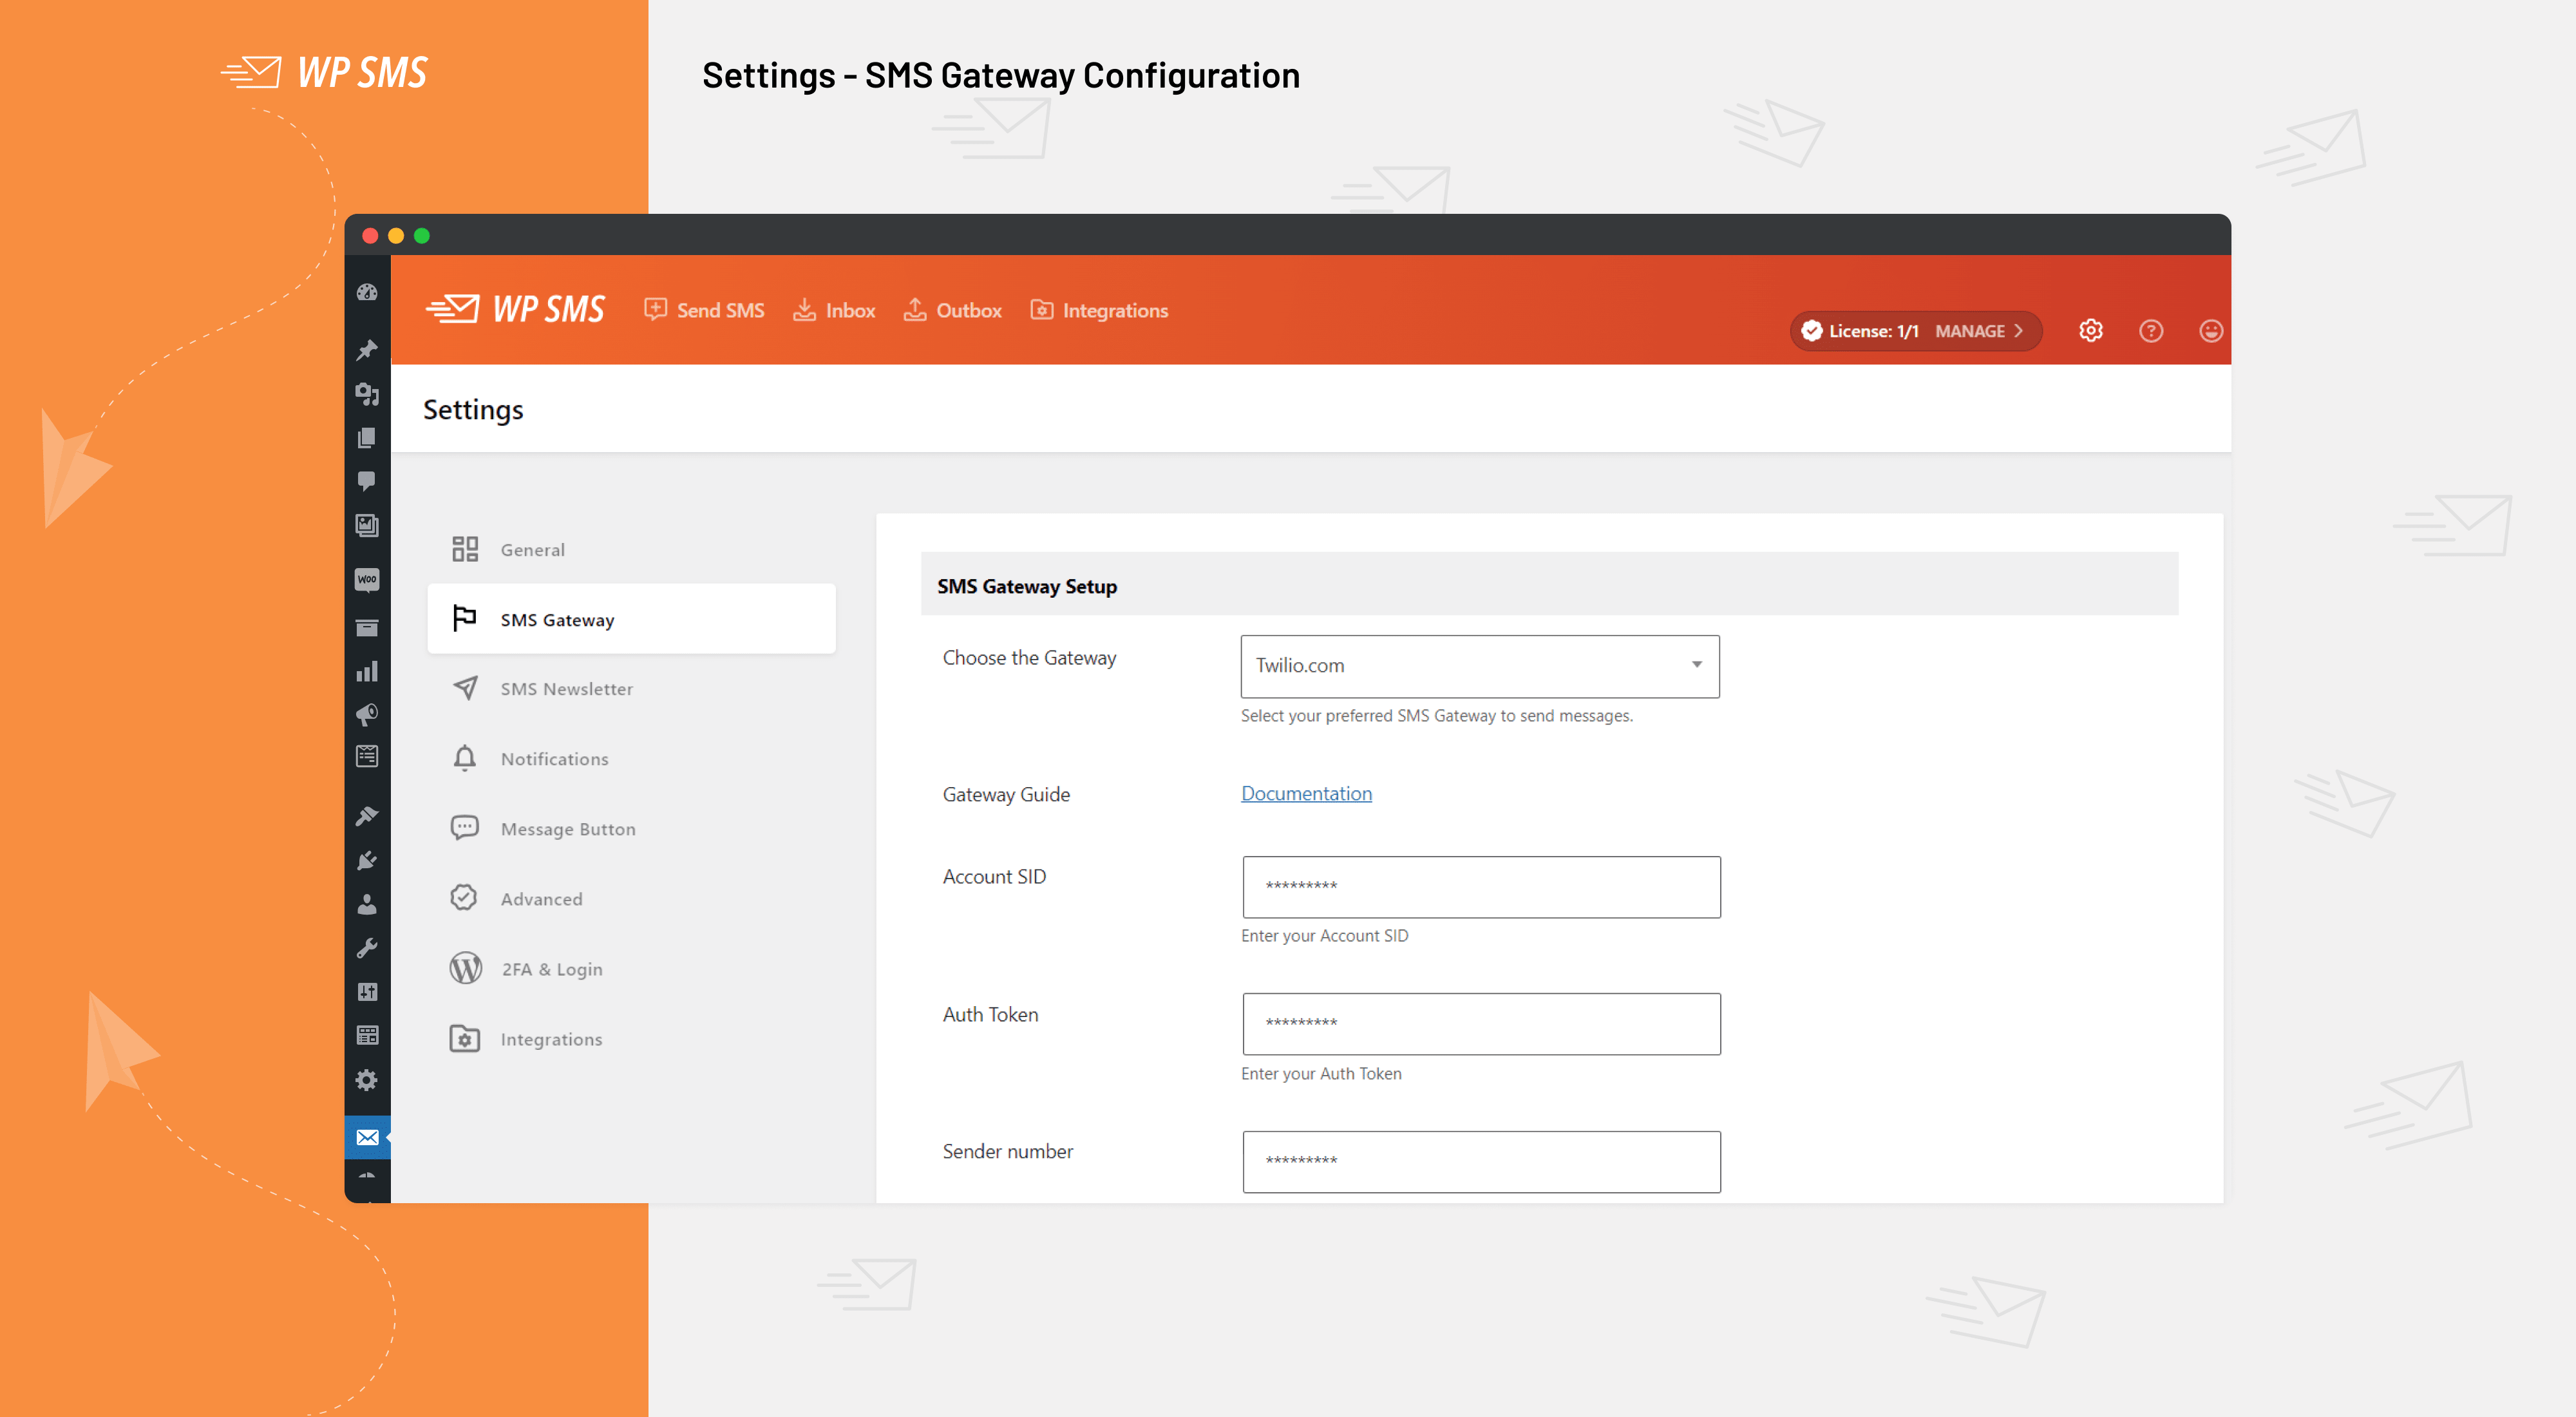 WP SMS
Settings - SMS Gateway Configuration
WP SMS
Send SMS
Inbox
Outbox
Integrations
License: 1/1 MANAGE
Settings
General
SMS Gateway
SMS Newsletter
Notifications
Message Button
Advanced
2FA & Login
Integrations
Woo
SMS Gateway Setup
Choose the Gateway
Twilio.com
Select your preferred SMS Gateway to send messages.
Gateway Guide
Documentation
Account SID
*********
Enter your Account SID
Auth Token
*********
Enter your Auth Token
Sender number
*********